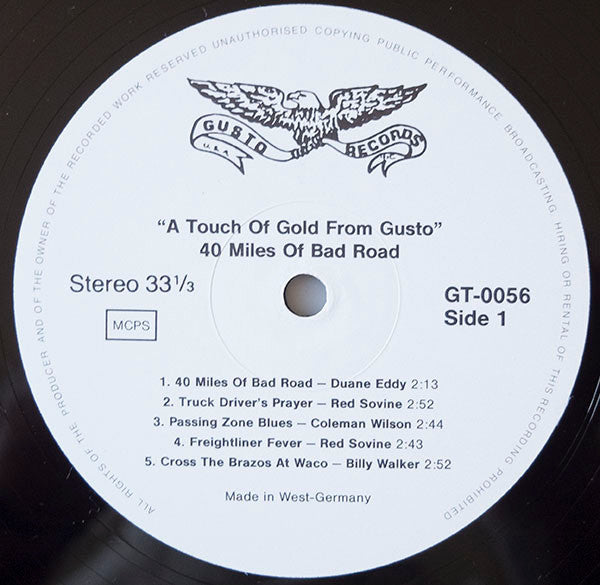 ALL RIGHTS OF THE PRODUCER AND OF THE OWNER OF THE RECORDED WORK RESERVED UNAUTHORISED COPYING PUBLIC PERFORMANCE BROADCASTING HIRING OR RENTAL OF THIS RECORDING PROHIBITED
GUSTO RECORDS
U.S.A.
"A Touch Of Gold From Gusto"
40 Miles Of Bad Road
Stereo 33⅓
MCPS
GT-0056
Side 1
1. 40 Miles Of Bad Road – Duane Eddy 2:13
2. Truck Driver's Prayer – Red Sovine 2:52
3. Passing Zone Blues – Coleman Wilson 2:44
4. Freightliner Fever – Red Sovine 2:43
5. Cross The Brazos At Waco – Billy Walker 2:52
Made in West-Germany